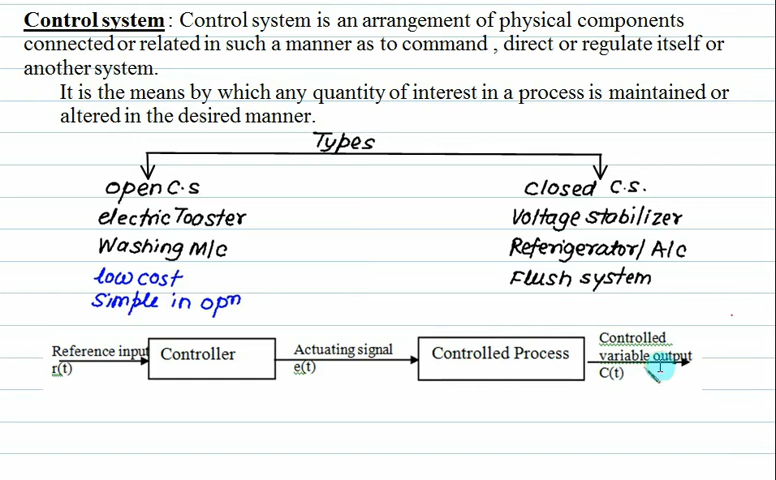 Control system : Control system is an arrangement of physical components
connected or related in such a manner as to command , direct or regulate itself or
another system.
It is the means by which any quantity of interest in a process is maintained or
altered in the desired manner.
Types
open C.s
Closed C.s.
electric Tooster
Voltage stabilizer
Washing M/c
Referigerator/ A/c
low cost
Flush system
Simple in opn
Reference input
r(t)
Controller
Actuating signal
e(t)
Controlled Process
Controlled
variable output
C(t)